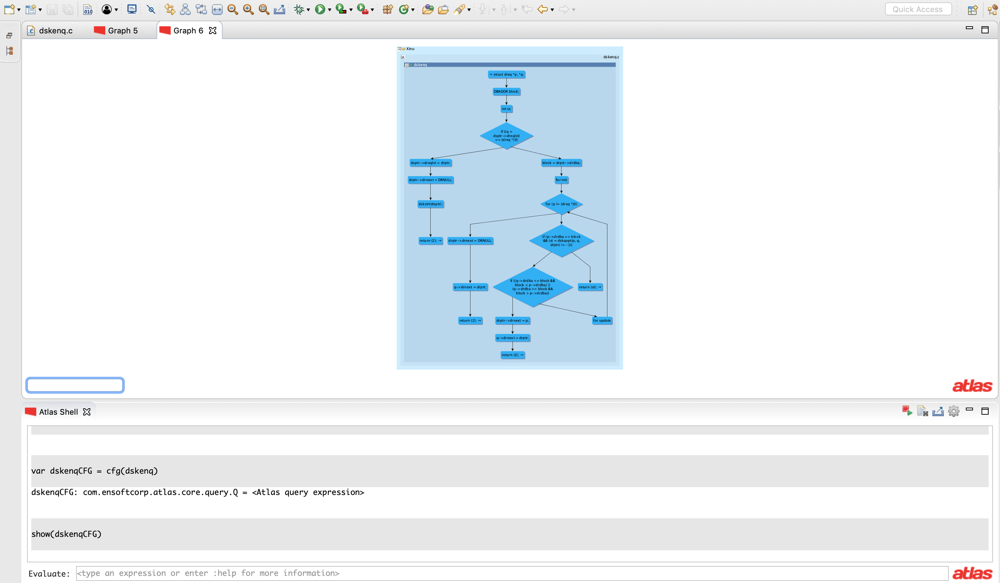 010
Quick Access
dskenq.c
Graph 5
Graph 6
Xinu
dskenq.c
dskenq
→ struct dreq *p, *q;
DBADDR block;
int st;
if ((q =
dsptr->dreqlst)
== (dreq *)0)
dsptr->dreqlst = drptr;
block = drptr->drdba;
drptr->drnext = DRNULL;
for init
dskstrt(dsptr);
for (p != (dreq *)0)
return (2); →
drptr->drnext = DRNULL;
if (p->drdba == block
&& (st = dskqopt(p, q,
drptr) != -1))
q->drnext = drptr;
if ((q->drdba <= block &&
block < p->drdba) ||
(q->drdba >= block &&
block > p->drdba))
return (st); →
return (2); →
drptr->drnext = p;
for update
q->drnext = drptr;
return (2); →
atlas
Atlas Shell
var dskenqCFG = cfg(dskenq)
dskenqCFG: com.ensoftcorp.atlas.core.query.Q = <Atlas query expression>
show(dskenqCFG)
Evaluate: <type an expression or enter :help for more information>
atlas